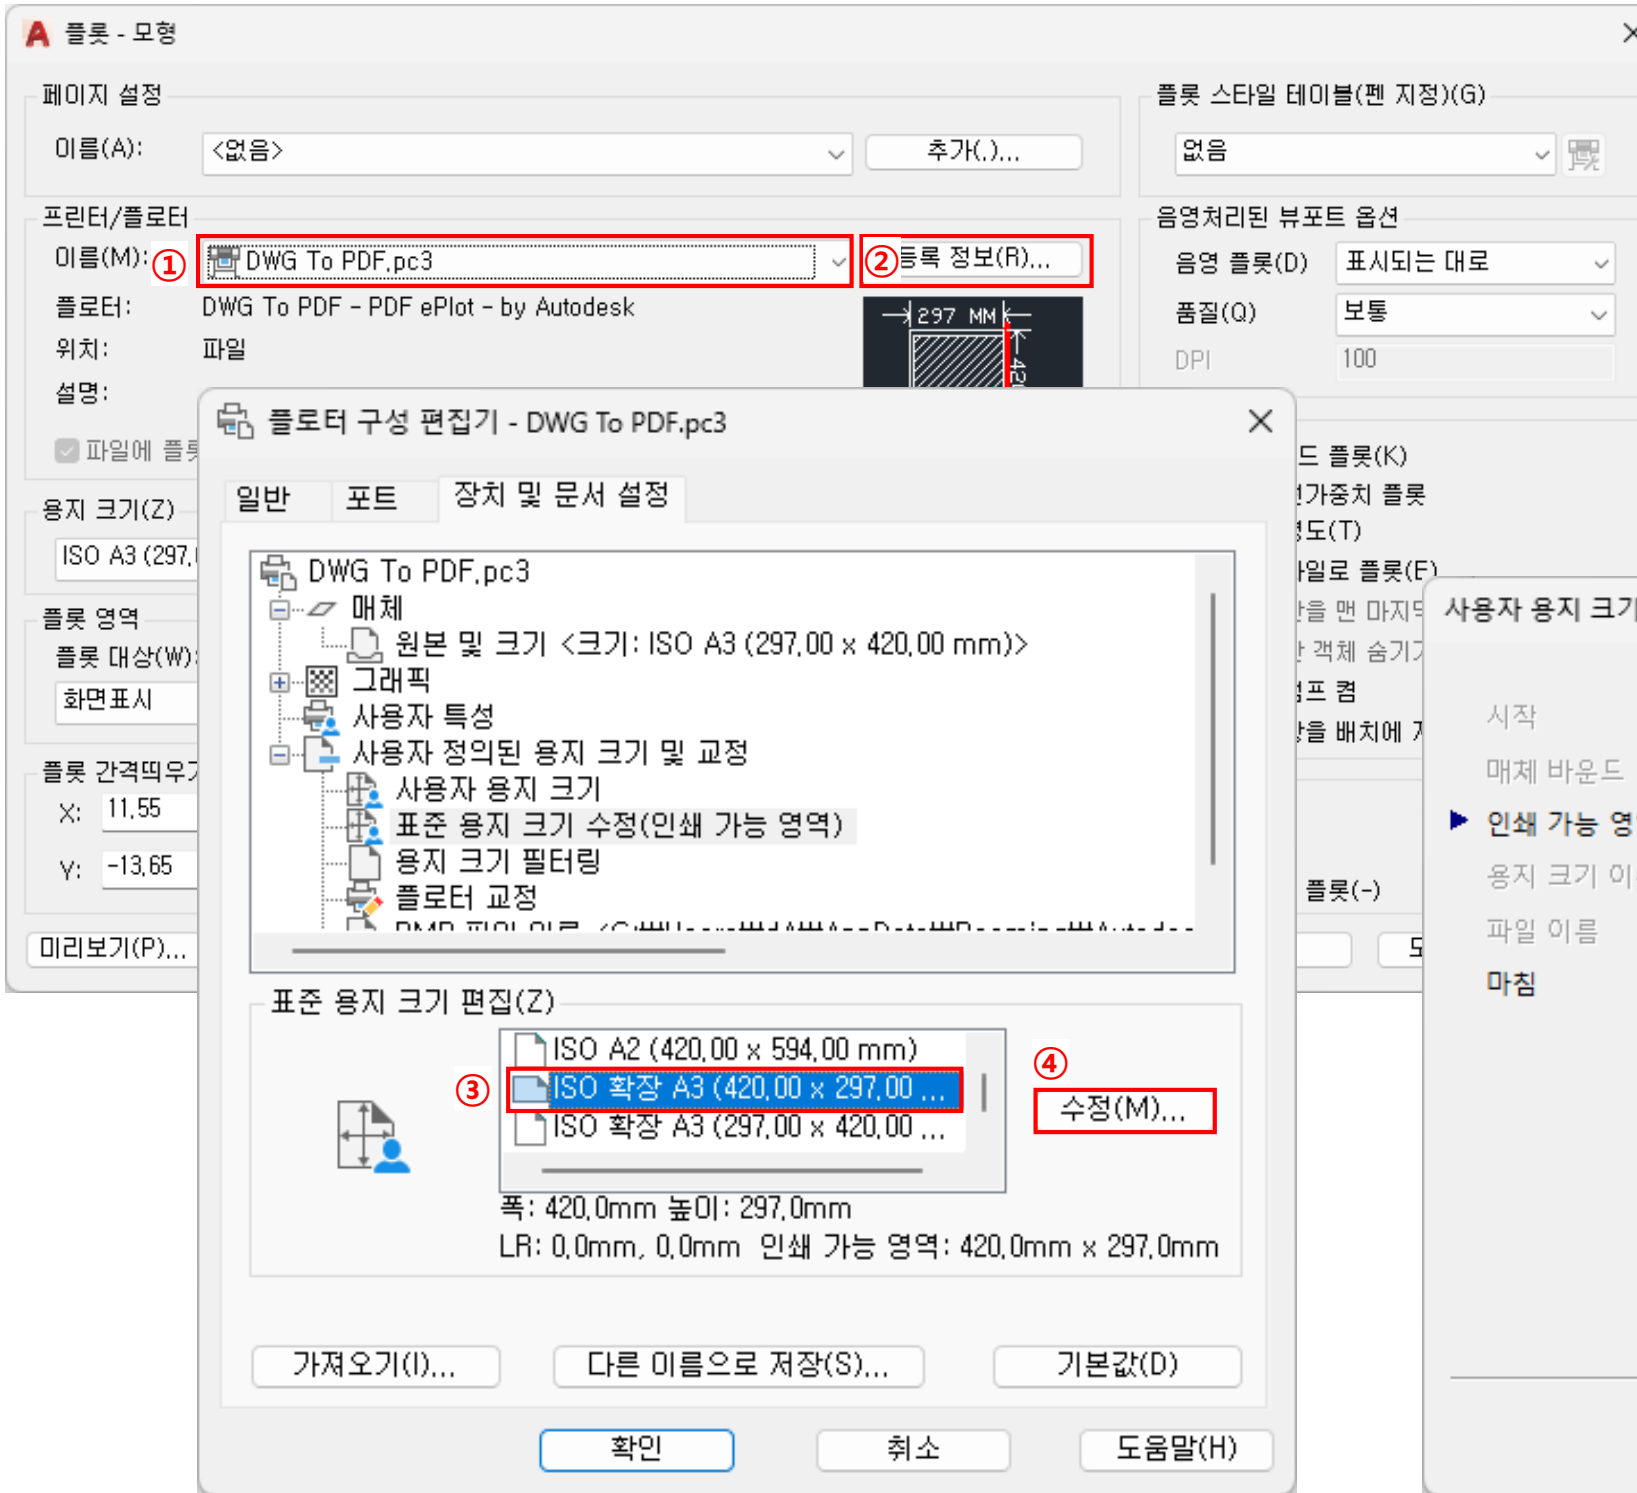 플롯 - 모형
페이지 설정
이름(A):
<없음>
추가(.)...
프린터/플로터
이름(M):
①
DWG To PDF.pc3
②
등록 정보(R)...
플로터:
DWG To PDF - PDF ePlot - by Autodesk
위치:
파일
설명:
297 MM
파일에 플롯
용지 크기(Z)
ISO A3 (297,
플롯 영역
플롯 대상(W):
화면표시
플롯 간격띄우기
X:
11.55
Y:
-13.65
미리보기(P)...
플롯 스타일 테이블(펜 지정)(G)
없음
음영처리된 뷰포트 옵션
음영 플롯(D)
표시되는 대로
품질(Q)
보통
DPI
100
드 플롯(K)
가중치 플롯
명도(T)
파일로 플롯(F)
을 맨 마지막
객체 숨기기
켬
을 배치에
플롯(-)
플로터 구성 편집기 - DWG To PDF.pc3
일반
포트
장치 및 문서 설정
DWG To PDF.pc3
매체
원본 및 크기 <크기: ISO A3 (297.00 x 420.00 mm)>
그래픽
사용자 특성
사용자 정의된 용지 크기 및 교정
사용자 용지 크기
표준 용지 크기 수정(인쇄 가능 영역)
용지 크기 필터링
플로터 교정
표준 용지 크기 편집(Z)
ISO A2 (420.00 x 594.00 mm)
③
ISO 확장 A3 (420.00 x 297.00 ...
ISO 확장 A3 (297.00 x 420.00 ...
④
수정(M)...
폭: 420.0mm 높이: 297.0mm
LR: 0.0mm, 0.0mm 인쇄 가능 영역: 420.0mm x 297.0mm
가져오기(I)...
다른 이름으로 저장(S)...
기본값(D)
확인
취소
도움말(H)
사용자 용지 크기
시작
매체 바운드
인쇄 가능 영
용지 크기 이
파일 이름
마침